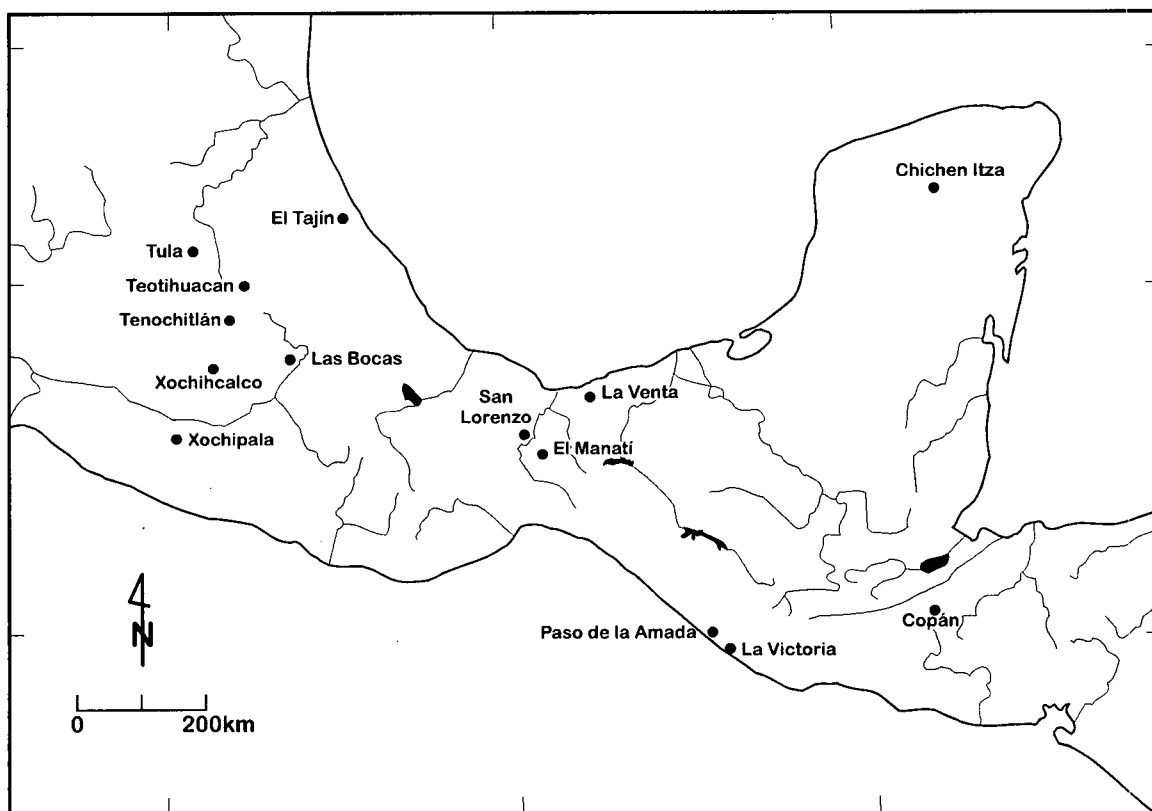 Chichen Itza
El Tajín
Tula
Teotihuacan
Tenochitlán
Las Bocas
Xochihcalco
San
Lorenzo
La Venta
Xochipala
El Manatí
N
Paso de la Amada
La Victoria
Copán
0 200km